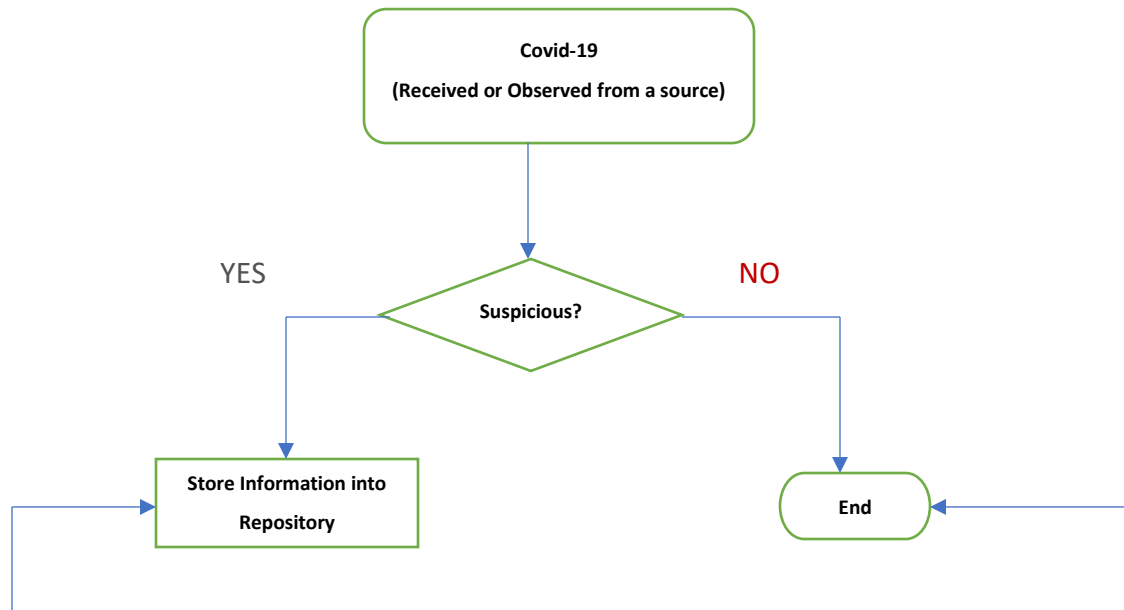 Covid-19
(Received or Observed from a source)
YES
NO
Suspicious?
Store Information into
Repository
End